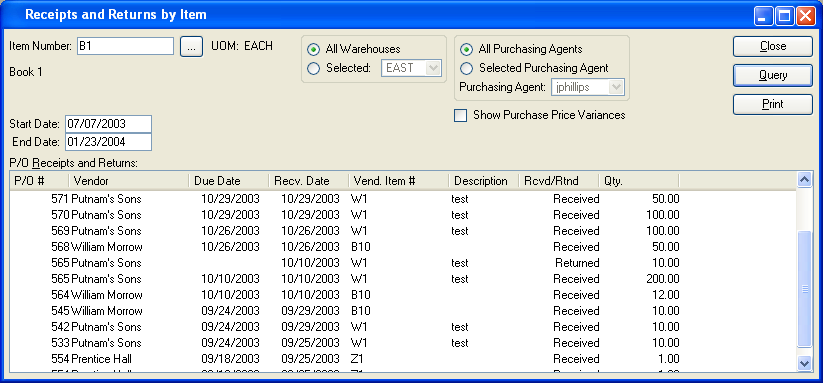 Receipts and Returns by Item
Item Number: B1 ... UOM: EACH
Book 1
All Warehouses
Selected: EAST
All Purchasing Agents
Selected Purchasing Agent
Purchasing Agent: jphillips
Show Purchase Price Variances
Close
Query
Print
Start Date: 07/07/2003
End Date: 01/23/2004
P/O Receipts and Returns:
P/O # Vendor Due Date Recv. Date Vend. Item # Description Rcvd/Rtnd Qty.
571 Putnam's Sons 10/29/2003 10/29/2003 W1 test Received 50.00
570 Putnam's Sons 10/29/2003 10/29/2003 W1 test Received 100.00
569 Putnam's Sons 10/26/2003 10/26/2003 W1 test Received 100.00
568 William Morrow 10/26/2003 10/26/2003 B10 Received 50.00
565 Putnam's Sons 10/10/2003 W1 test Returned 10.00
565 Putnam's Sons 10/10/2003 10/10/2003 W1 test Received 200.00
564 William Morrow 10/10/2003 10/10/2003 B10 Received 12.00
545 William Morrow 09/24/2003 09/29/2003 B10 Received 10.00
542 Putnam's Sons 09/24/2003 09/29/2003 W1 test Received 10.00
533 Putnam's Sons 09/24/2003 09/25/2003 W1 test Received 10.00
554 Prentice Hall 09/18/2003 09/25/2003 Z1 Received 1.00